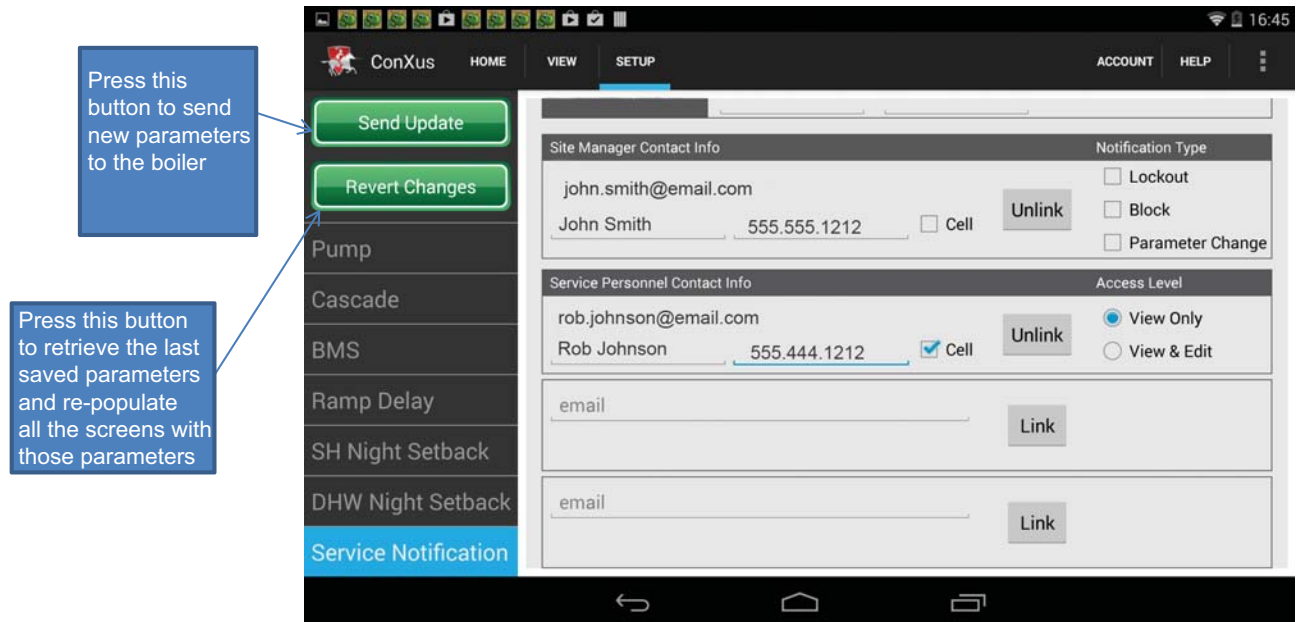 16:45
ConXus HOME VIEW SETUP ACCOUNT HELP
Press this
button to send
new parameters
to the boiler
Press this button
to retrieve the last
saved parameters
and re-populate
all the screens with
those parameters
Send Update
Revert Changes
Pump
Cascade
BMS
Ramp Delay
SH Night Setback
DHW Night Setback
Service Notification
Site Manager Contact Info Notification Type
john.smith@email.com
John Smith 555.555.1212 Cell Unlink
Lockout
Block
Parameter Change
Service Personnel Contact Info Access Level
rob.johnson@email.com
Rob Johnson 555.444.1212 Cell Unlink
View Only
View & Edit
email
Link
email
Link